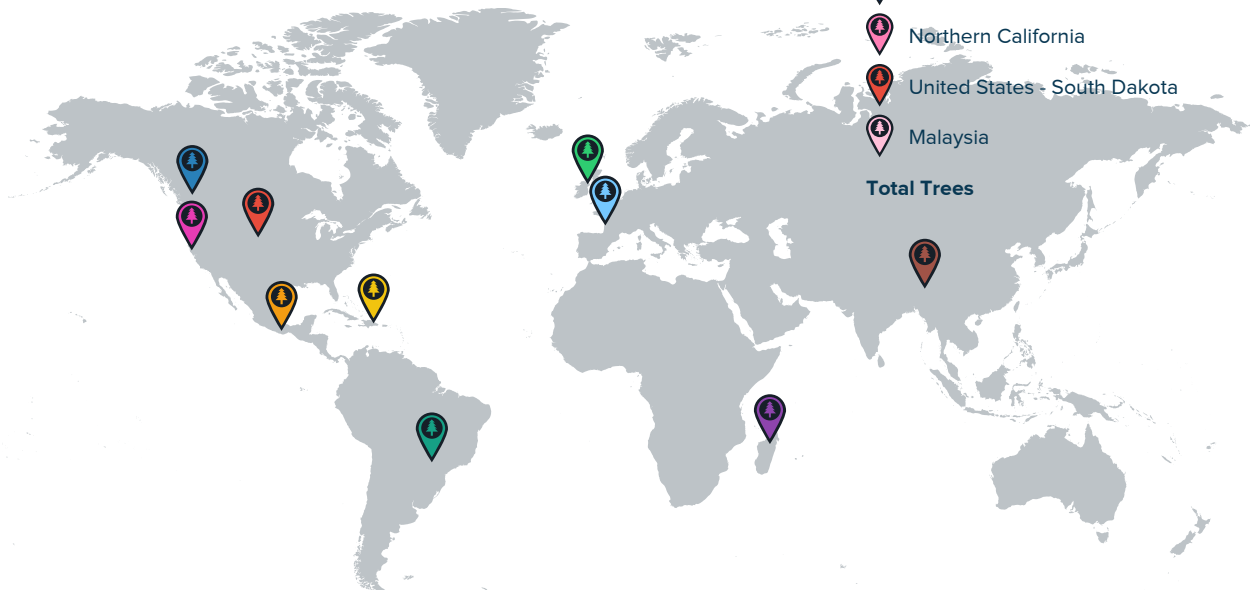 Northern California
United States - South Dakota
Malaysia
Total Trees